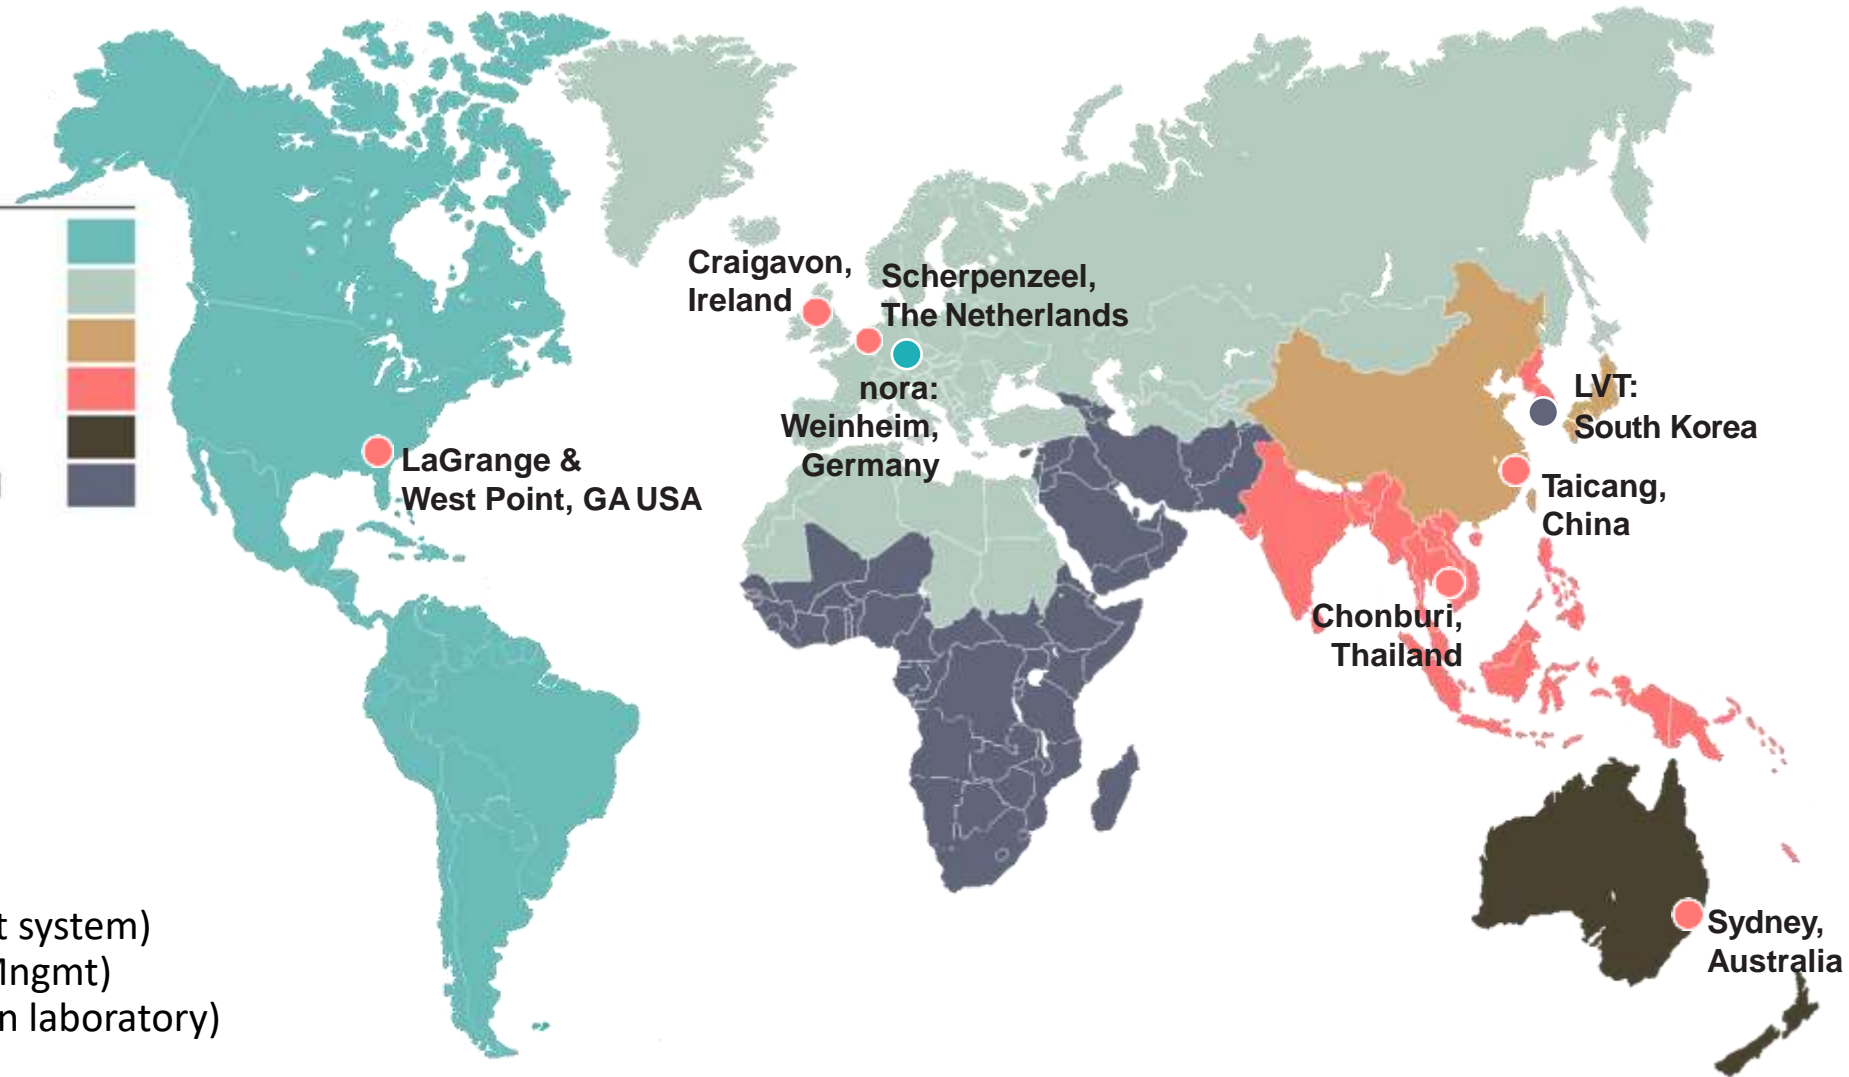 Craigavon,
Ireland
Scherpenzeel,
The Netherlands
nora:
Weinheim,
Germany
LaGrange &
West Point, GA USA
LVT:
South Korea
Taicang,
China
Chonburi,
Thailand
Sydney,
Australia
system)
laboratory)